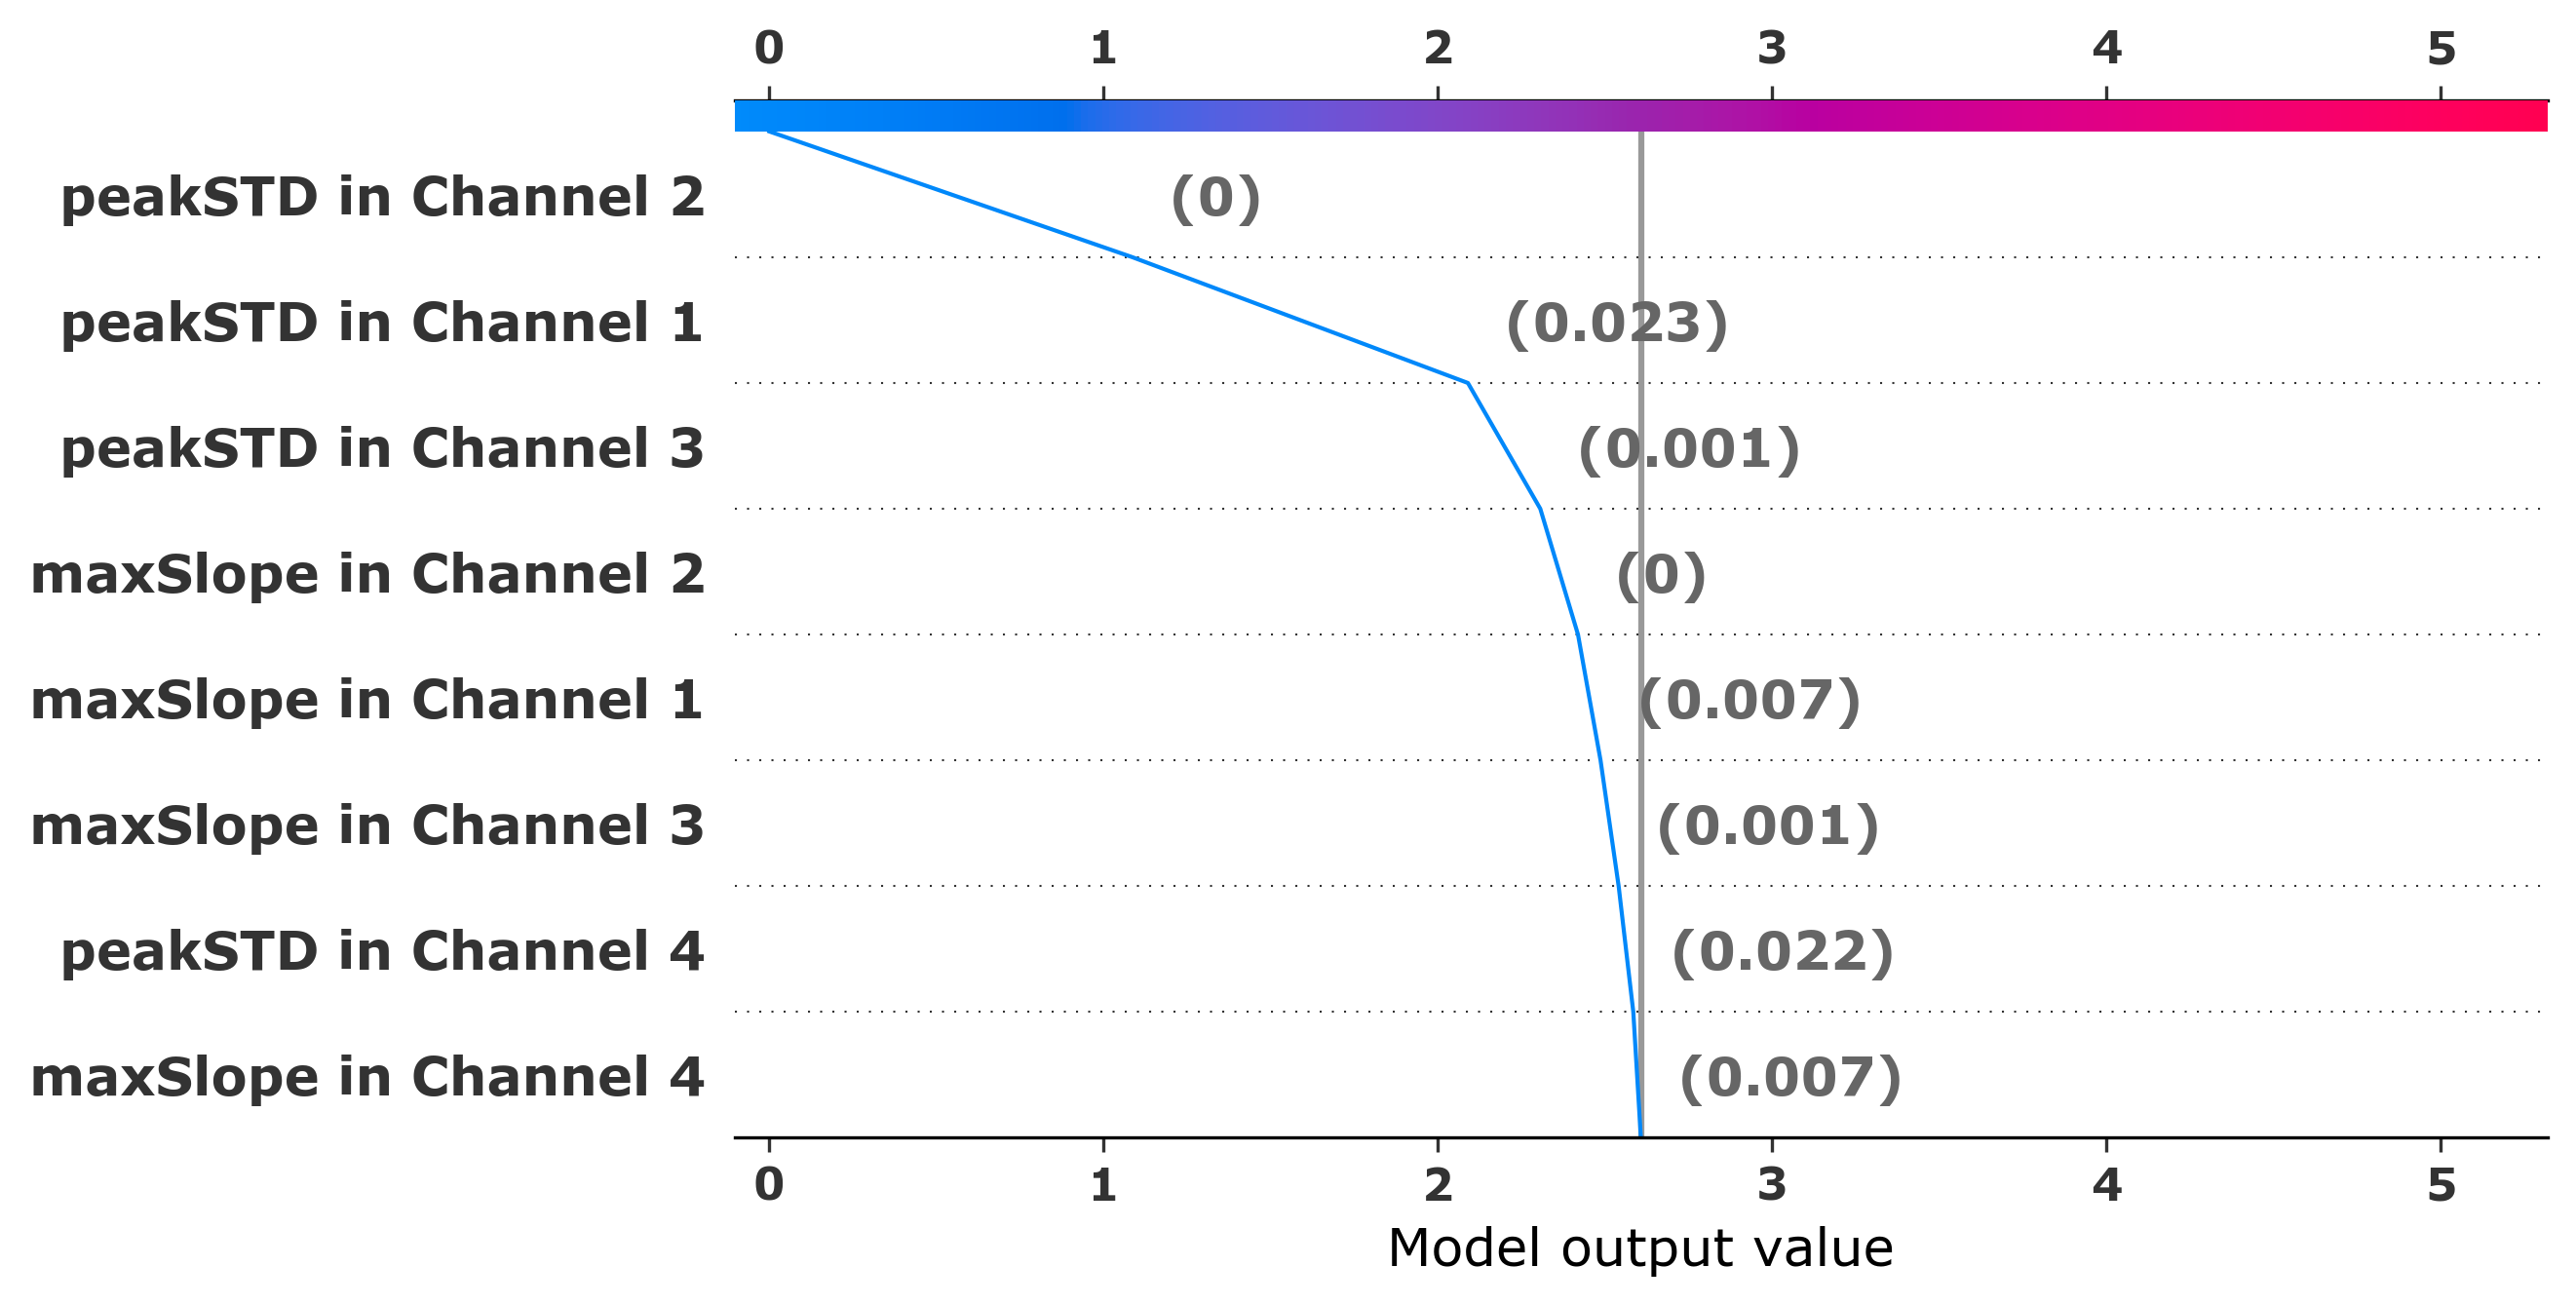 0 1 2 3 4 5
peakSTD in Channel 2 (0)
peakSTD in Channel 1 (0.023)
peakSTD in Channel 3 (0.001)
maxSlope in Channel 2 (0)
maxSlope in Channel 1 (0.007)
maxSlope in Channel 3 (0.001)
peakSTD in Channel 4 (0.022)
maxSlope in Channel 4 (0.007)
0 1 2 3 4 5
Model output value